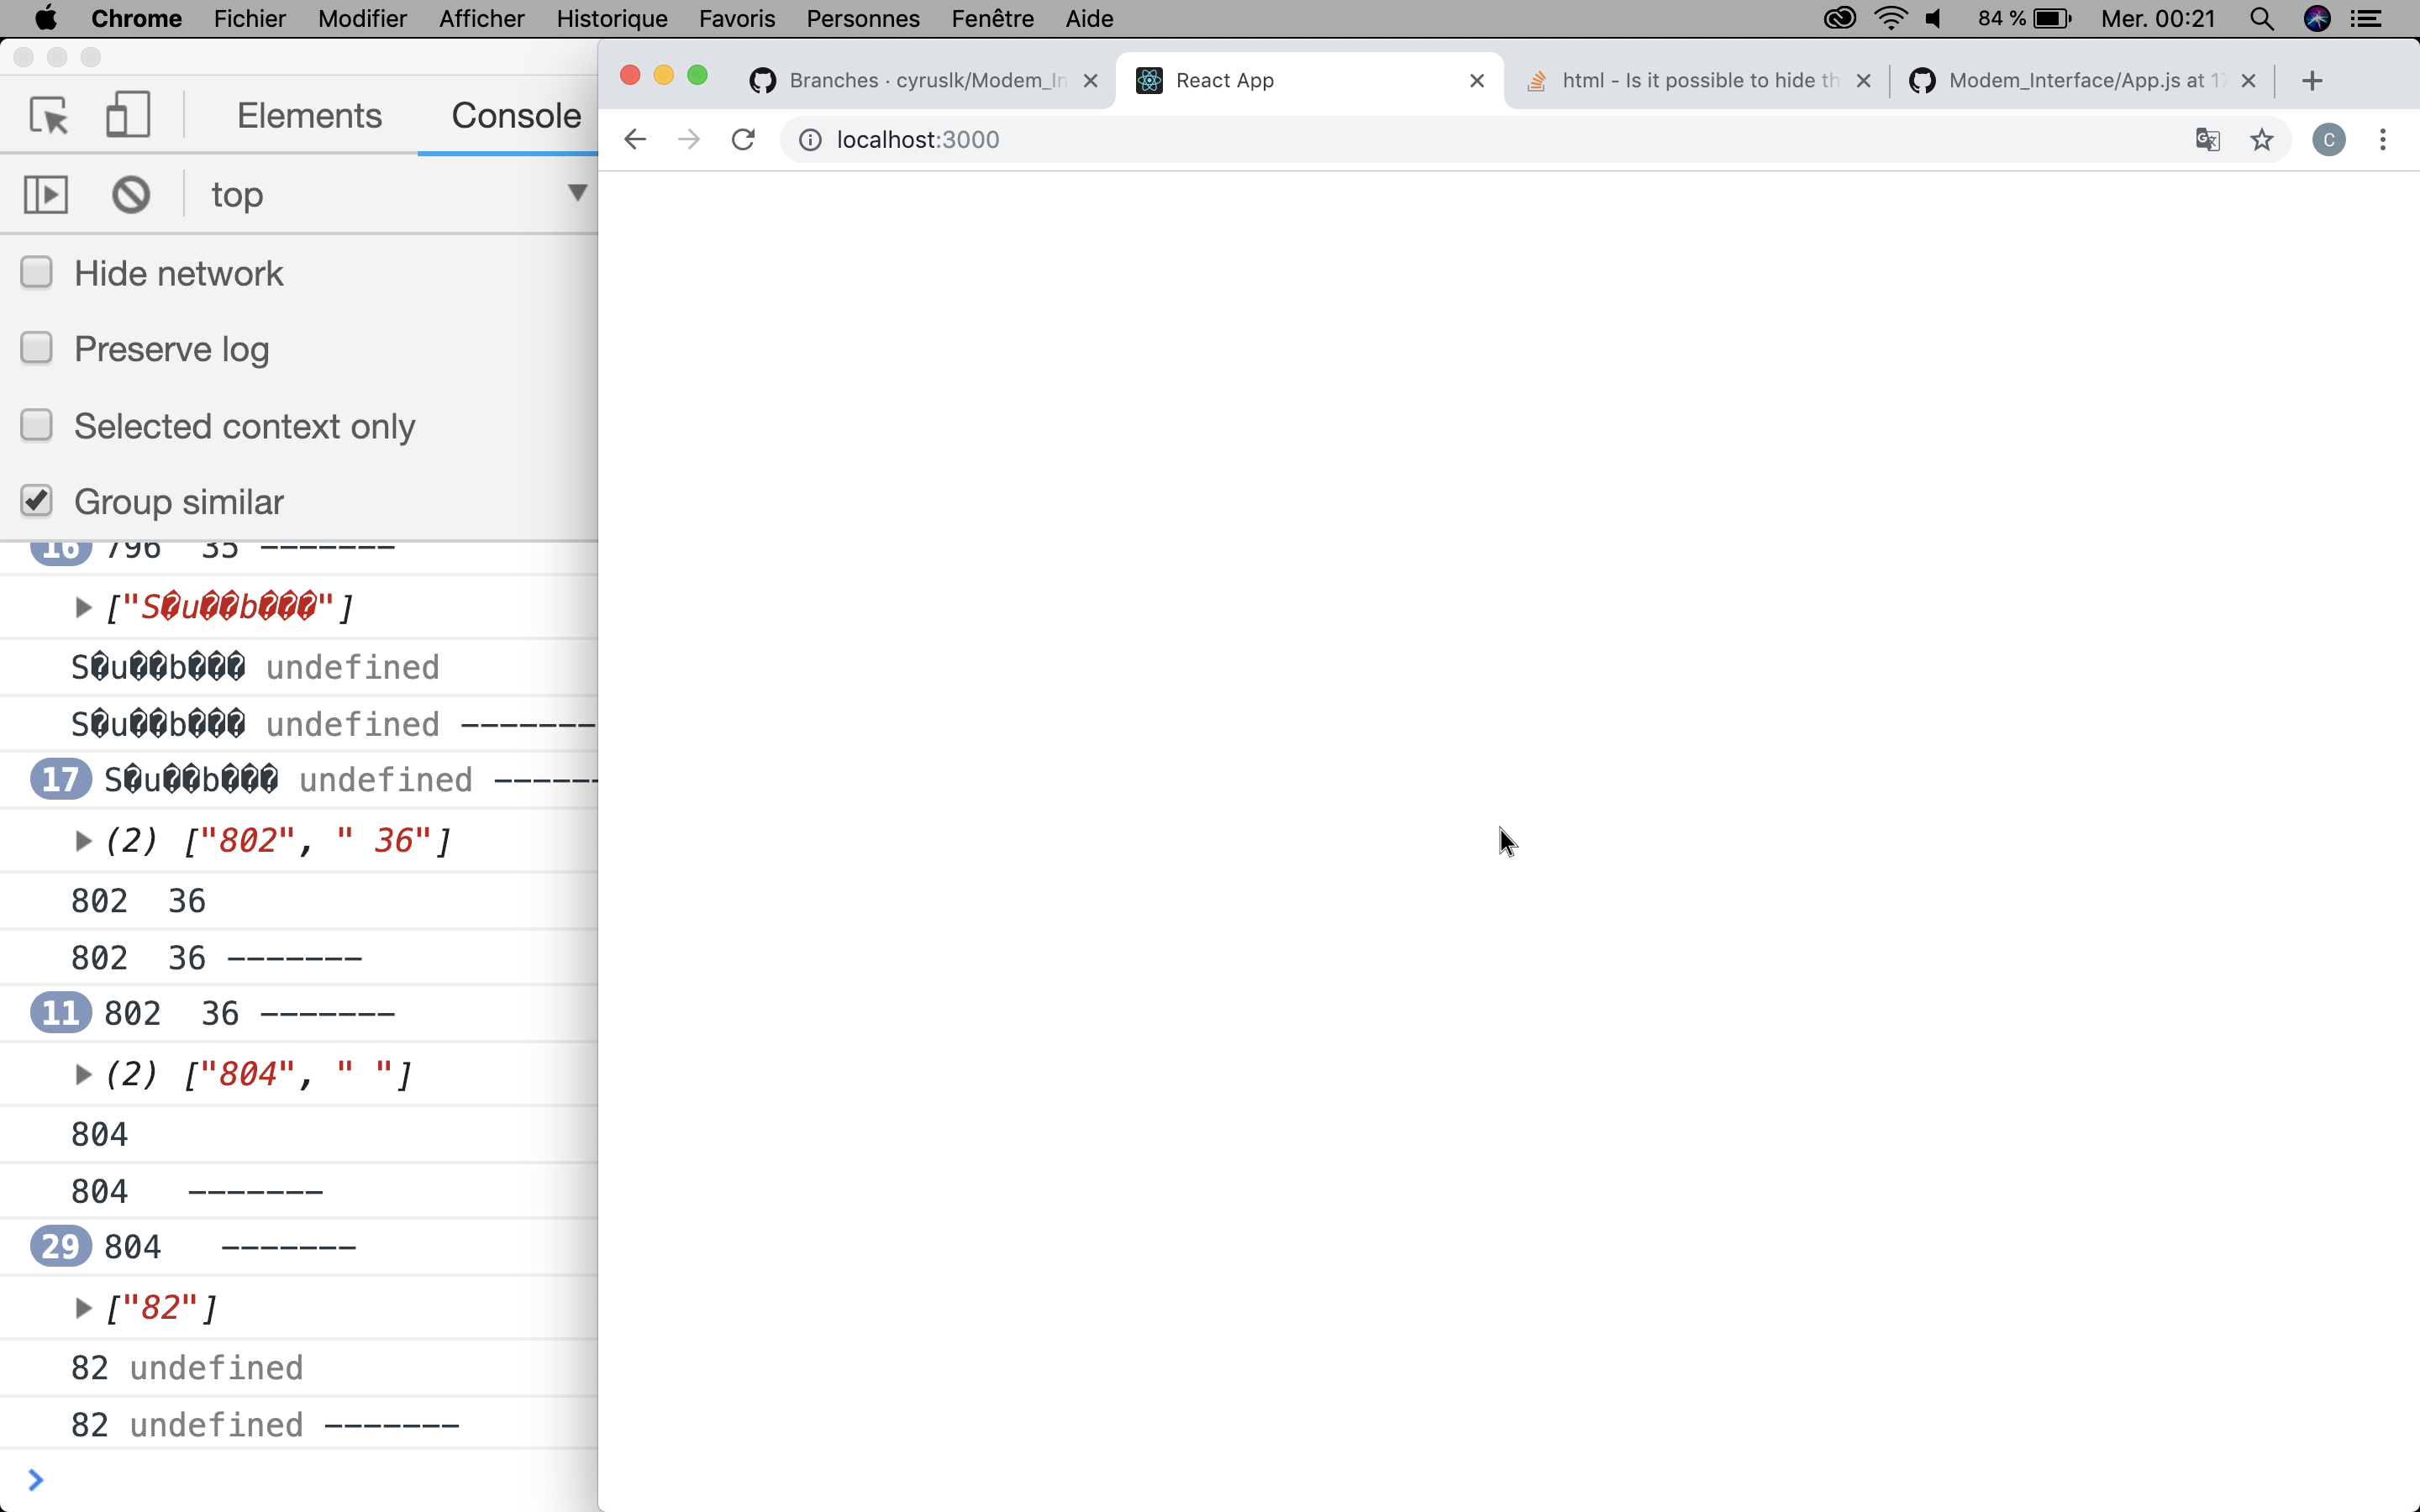 Chrome Fichier Modifier Afficher Historique Favoris Personnes Fenêtre Aide 84 % Mer. 00:21
Branches · cyruslk/Modem_In
React App
html - Is it possible to hide th
Modem_Interface/App.js at 17
localhost:3000
C
Elements Console
top
Hide network
Preserve log
Selected context only
Group similar
16 796  35 -------
["S�u��b���"]
S�u��b��� undefined
S�u��b��� undefined -------
17 S�u��b��� undefined ------
(2) ["802", " 36"]
802  36
802  36 -------
11 802  36 -------
(2) ["804", " "]
804
804   -------
29 804   -------
["82"]
82 undefined
82 undefined -------